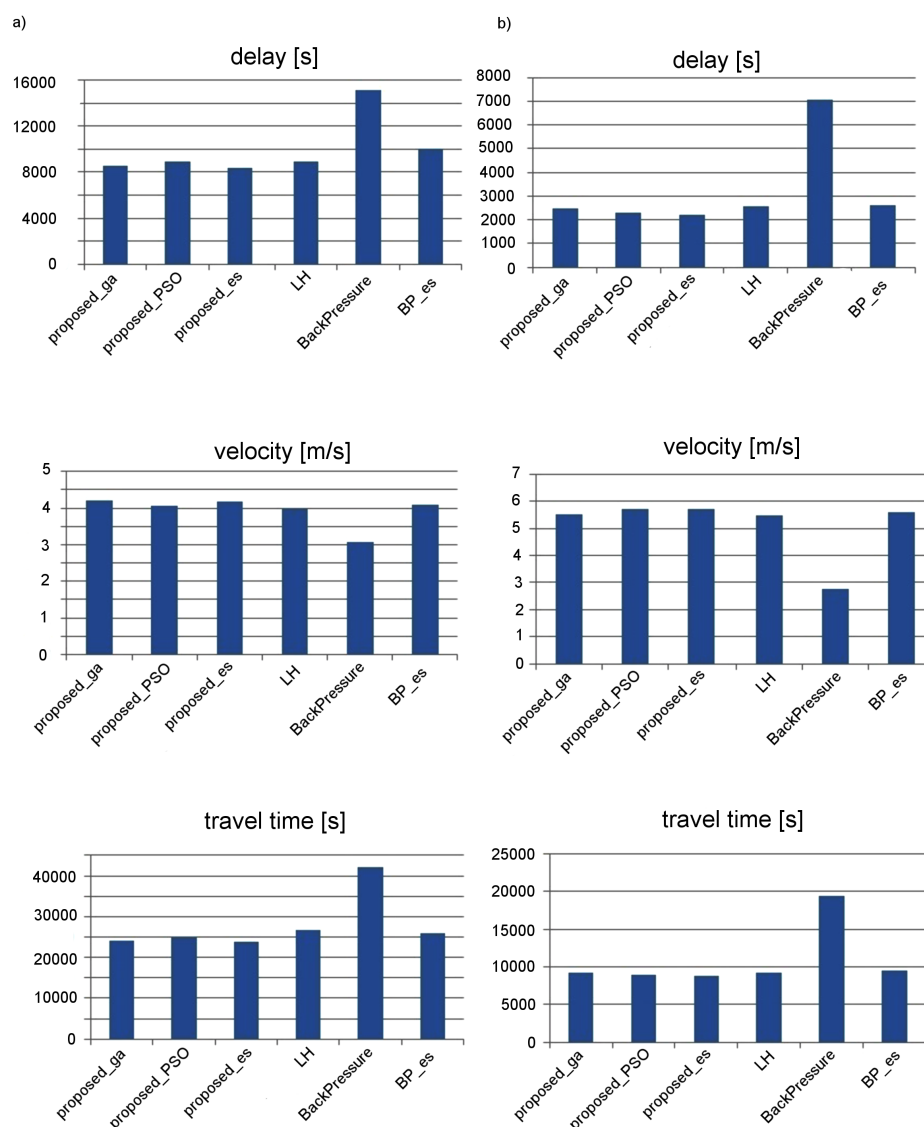 a)
delay [s]
16000
12000
8000
4000
0
proposed_ga
proposed_PSO
proposed_es
LH
BackPressure
BP_es
velocity [m/s]
5
4
3
2
1
0
proposed_ga
proposed_PSO
proposed_es
LH
BackPressure
BP_es
travel time [s]
40000
30000
20000
10000
0
proposed_ga
proposed_PSO
proposed_es
LH
BackPressure
BP_es
b)
delay [s]
8000
7000
6000
5000
4000
3000
2000
1000
0
proposed_ga
proposed_PSO
proposed_es
LH
BackPressure
BP_es
velocity [m/s]
7
6
5
4
3
2
1
0
proposed_ga
proposed_PSO
proposed_es
LH
BackPressure
BP_es
travel time [s]
25000
20000
15000
10000
5000
0
proposed_ga
proposed_PSO
proposed_es
LH
BackPressure
BP_es